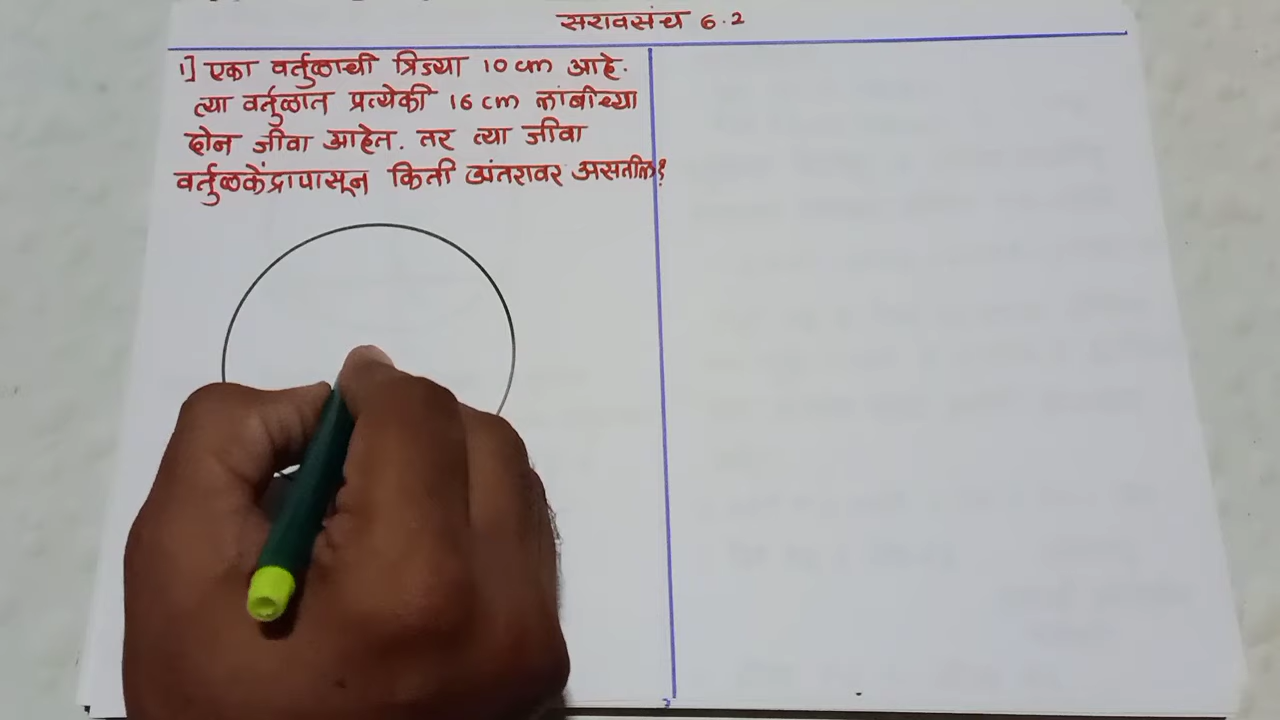 सरावसंच 6.2
1] एका वर्तुळाची त्रिज्या 10 cm आहे.
त्या वर्तुळात प्रत्येकी 16 cm लांबीच्या
दोन जीवा आहेत. तर त्या जीवा
वर्तुळकेंद्रापासून किती अंतरावर असतील?